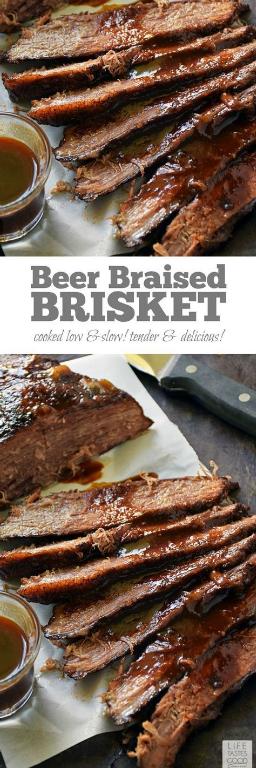 Beer Braised
BRISKET
cooked low & slow! tender & delicious!
LIFE
TASTES
GOOD